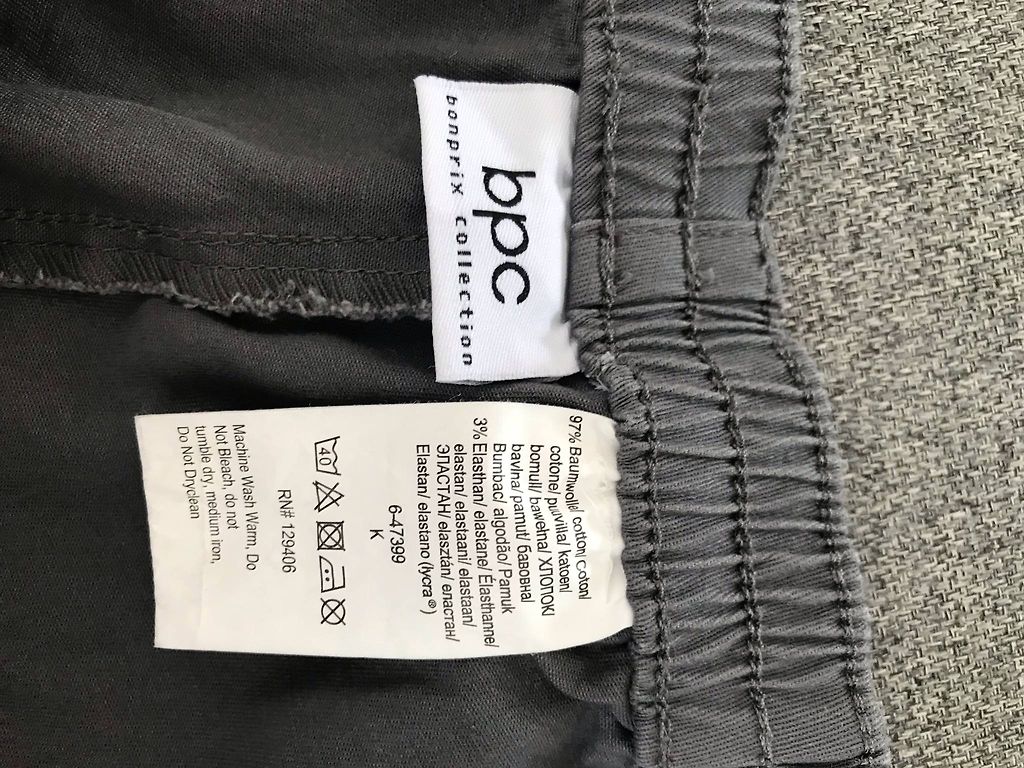 bpc
bonprix collection
97% Baumwolle/ cotton/ coton/
cotone/ puuvilla/ katoen/
bomull/ bawełna/ ХЛОПОК/
bavlna/ pamut/ бавовна/
Bumbac/ algodão/ Pamuk
3% Elasthan/ elastane/ Élasthanne/
elastan/ elastaani/ elastaan/
ЭЛАСТАН/ elasztán/ еластан/
Elastan/ elastano (lycra ®)
6-47399
K
40
RN# 129406
Machine Wash Warm, Do
Not Bleach, do not
tumble dry, medium iron,
Do Not Dryclean